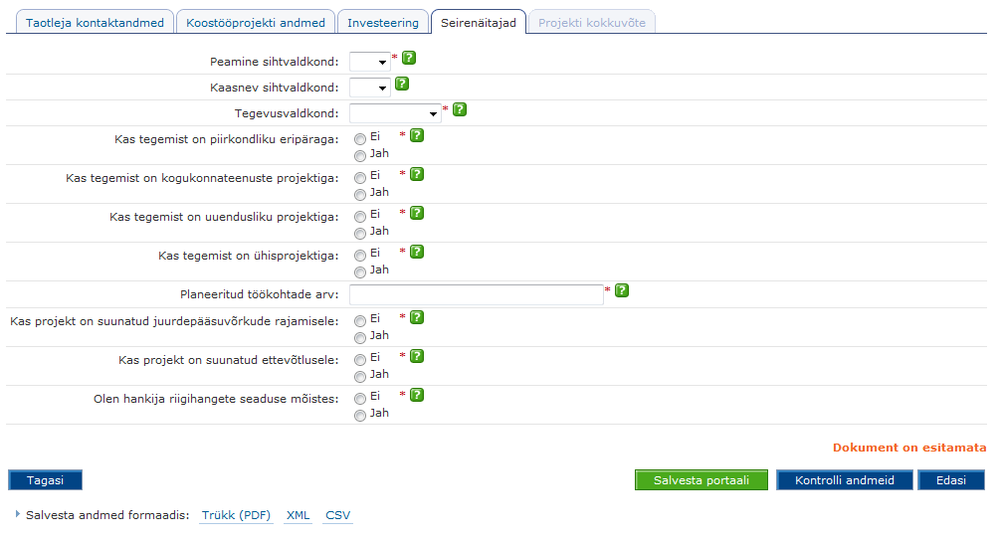 Taotleja kontaktandmed Koostööprojekti andmed Investeering Seirenäitajad Projekti kokkuvõte
Peamine sihtvaldkond: * ?
Kaasnev sihtvaldkond: ?
Tegevusvaldkond: * ?
Kas tegemist on piirkondliku eripäraga: Ei * ?
Jah
Kas tegemist on kogukonnateenuste projektiga: Ei * ?
Jah
Kas tegemist on uuendusliku projektiga: Ei * ?
Jah
Kas tegemist on ühisprojektiga: Ei * ?
Jah
Planeeritud töökohtade arv: * ?
Kas projekt on suunatud juurdepääsuvõrkude rajamisele: Ei * ?
Jah
Kas projekt on suunatud ettevõtlusele: Ei * ?
Jah
Olen hankija riigihangete seaduse mõistes: Ei * ?
Jah
Dokument on esitamata
Tagasi Salvesta portaali Kontrolli andmeid Edasi
Salvesta andmed formaadis: Trükk (PDF) XML CSV